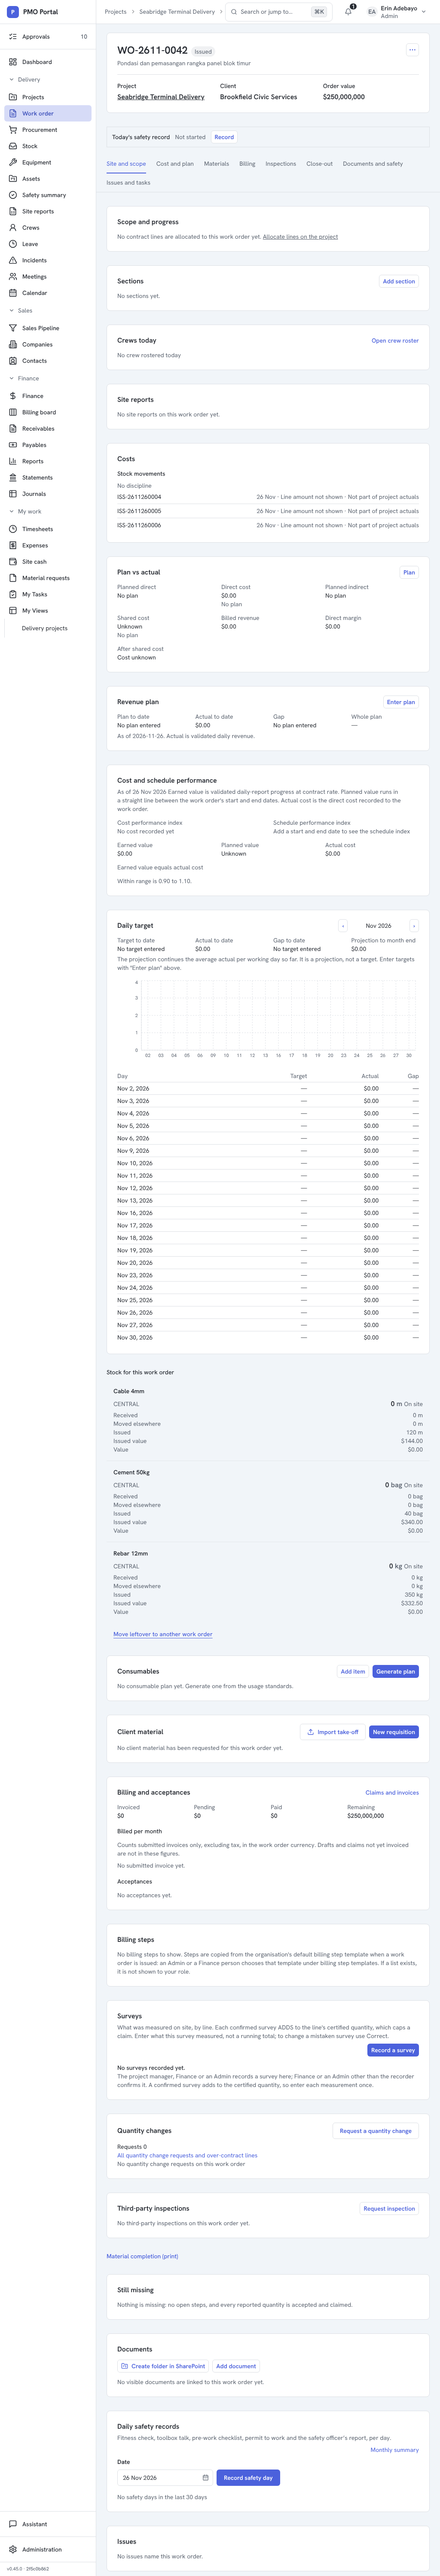 P PMO Portal
Projects > Seabridge Terminal Delivery >
Search or jump to... ⌘K
1
EA Erin Adebayo
Admin
Approvals 10
Dashboard
Delivery
Projects
Work order
Procurement
Stock
Equipment
Assets
Safety summary
Site reports
Crews
Leave
Incidents
Meetings
Calendar
Sales
Sales Pipeline
Companies
Contacts
Finance
Finance
Billing board
Receivables
Payables
Reports
Statements
Journals
My work
Timesheets
Expenses
Site cash
Material requests
My Tasks
My Views
Delivery projects
Assistant
Administration
WO-2611-0042 Issued
Pondasi dan pemasangan rangka panel blok timur
Project Client Order value
Seabridge Terminal Delivery Brookfield Civic Services $250,000,000
Today's safety record Not started Record
Site and scope Cost and plan Materials Billing Inspections Close-out Documents and safety
Issues and tasks
Scope and progress
No contract lines are allocated to this work order yet. Allocate lines on the project
Sections Add section
No sections yet.
Crews today Open crew roster
No crew rostered today
Site reports
No site reports on this work order yet.
Costs
Stock movements
No discipline
ISS-2611260004 26 Nov · Line amount not shown · Not part of project actuals
ISS-2611260005 26 Nov · Line amount not shown · Not part of project actuals
ISS-2611260006 26 Nov · Line amount not shown · Not part of project actuals
Plan vs actual Plan
Planned direct Direct cost Planned indirect
No plan $0.00 No plan
No plan
Shared cost Billed revenue Direct margin
Unknown $0.00 $0.00
No plan
After shared cost
Cost unknown
Revenue plan Enter plan
Plan to date Actual to date Gap Whole plan
No plan entered $0.00 No plan entered —
As of 2026-11-26. Actual is validated daily revenue.
Cost and schedule performance
As of 26 Nov 2026 Earned value is validated daily-report progress at contract rate. Planned value runs in
a straight line between the work order's start and end dates. Actual cost is the direct cost recorded to the
work order.
Cost performance index Schedule performance index
No cost recorded yet Add a start and end date to see the schedule index
Earned value Planned value Actual cost
$0.00 Unknown $0.00
Earned value equals actual cost
Within range is 0.90 to 1.10.
Daily target ‹ Nov 2026 ›
Target to date Actual to date Gap to date Projection to month end
No target entered $0.00 No target entered $0.00
The projection continues the average actual per working day so far. It is a projection, not a target. Enter targets
with "Enter plan" above.
4
3
2
1
0
02 03 04 05 06 09 10 11 12 13 16 17 18 19 20 23 24 25 26 27 30
Day Target Actual Gap
Nov 2, 2026 — $0.00 —
Nov 3, 2026 — $0.00 —
Nov 4, 2026 — $0.00 —
Nov 5, 2026 — $0.00 —
Nov 6, 2026 — $0.00 —
Nov 9, 2026 — $0.00 —
Nov 10, 2026 — $0.00 —
Nov 11, 2026 — $0.00 —
Nov 12, 2026 — $0.00 —
Nov 13, 2026 — $0.00 —
Nov 16, 2026 — $0.00 —
Nov 17, 2026 — $0.00 —
Nov 18, 2026 — $0.00 —
Nov 19, 2026 — $0.00 —
Nov 20, 2026 — $0.00 —
Nov 23, 2026 — $0.00 —
Nov 24, 2026 — $0.00 —
Nov 25, 2026 — $0.00 —
Nov 26, 2026 — $0.00 —
Nov 27, 2026 — $0.00 —
Nov 30, 2026 — $0.00 —
Stock for this work order
Cable 4mm
CENTRAL 0 m On site
Received 0 m
Moved elsewhere 0 m
Issued 120 m
Issued value $144.00
Value $0.00
Cement 50kg
CENTRAL 0 bag On site
Received 0 bag
Moved elsewhere 0 bag
Issued 40 bag
Issued value $340.00
Value $0.00
Rebar 12mm
CENTRAL 0 kg On site
Received 0 kg
Moved elsewhere 0 kg
Issued 350 kg
Issued value $332.50
Value $0.00
Move leftover to another work order
Consumables Add item Generate plan
No consumable plan yet. Generate one from the usage standards.
Client material Import take-off New requisition
No client material has been requested for this work order yet.
Billing and acceptances Claims and invoices
Invoiced Pending Paid Remaining
$0 $0 $0 $250,000,000
Billed per month
Counts submitted invoices only, excluding tax, in the work order currency. Drafts and claims not yet invoiced
are not in these figures.
No submitted invoice yet.
Acceptances
No acceptances yet.
Billing steps
No billing steps to show. Steps are copied from the organisation's default billing step template when a work
order is issued: an Admin or a Finance person chooses that template under billing step templates. If a list exists,
it is not shown to your role.
Surveys
What was measured on site, by line. Each confirmed survey ADDS to the line's certified quantity, which caps a
claim. Enter what this survey measured, not a running total; to change a mistaken survey use Correct.
Record a survey
No surveys recorded yet.
The project manager, Finance or an Admin records a survey here; Finance or an Admin other than the recorder
confirms it. A confirmed survey adds to the certified quantity, so enter each measurement once.
Quantity changes Request a quantity change
Requests 0
All quantity change requests and over-contract lines
No quantity change requests on this work order
Third-party inspections Request inspection
No third-party inspections on this work order yet.
Material completion (print)
Still missing
Nothing is missing: no open steps, and every reported quantity is accepted and claimed.
Documents
Create folder in SharePoint Add document
No visible documents are linked to this work order yet.
Daily safety records
Fitness check, toolbox talk, pre-work checklist, permit to work and the safety officer's report, per day.
Monthly summary
Date
26 Nov 2026 Record safety day
No safety days in the last 30 days
Issues
No issues name this work order.